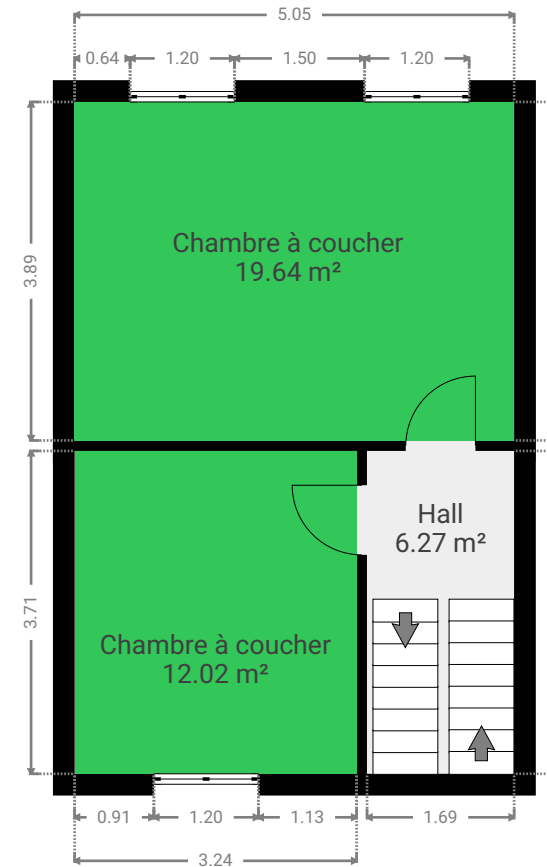 5.05
0.64 1.20 1.50 1.20
3.89
Chambre à coucher
19.64 m²
Hall
6.27 m²
3.71
Chambre à coucher
12.02 m²
0.91 1.20 1.13 1.69
3.24